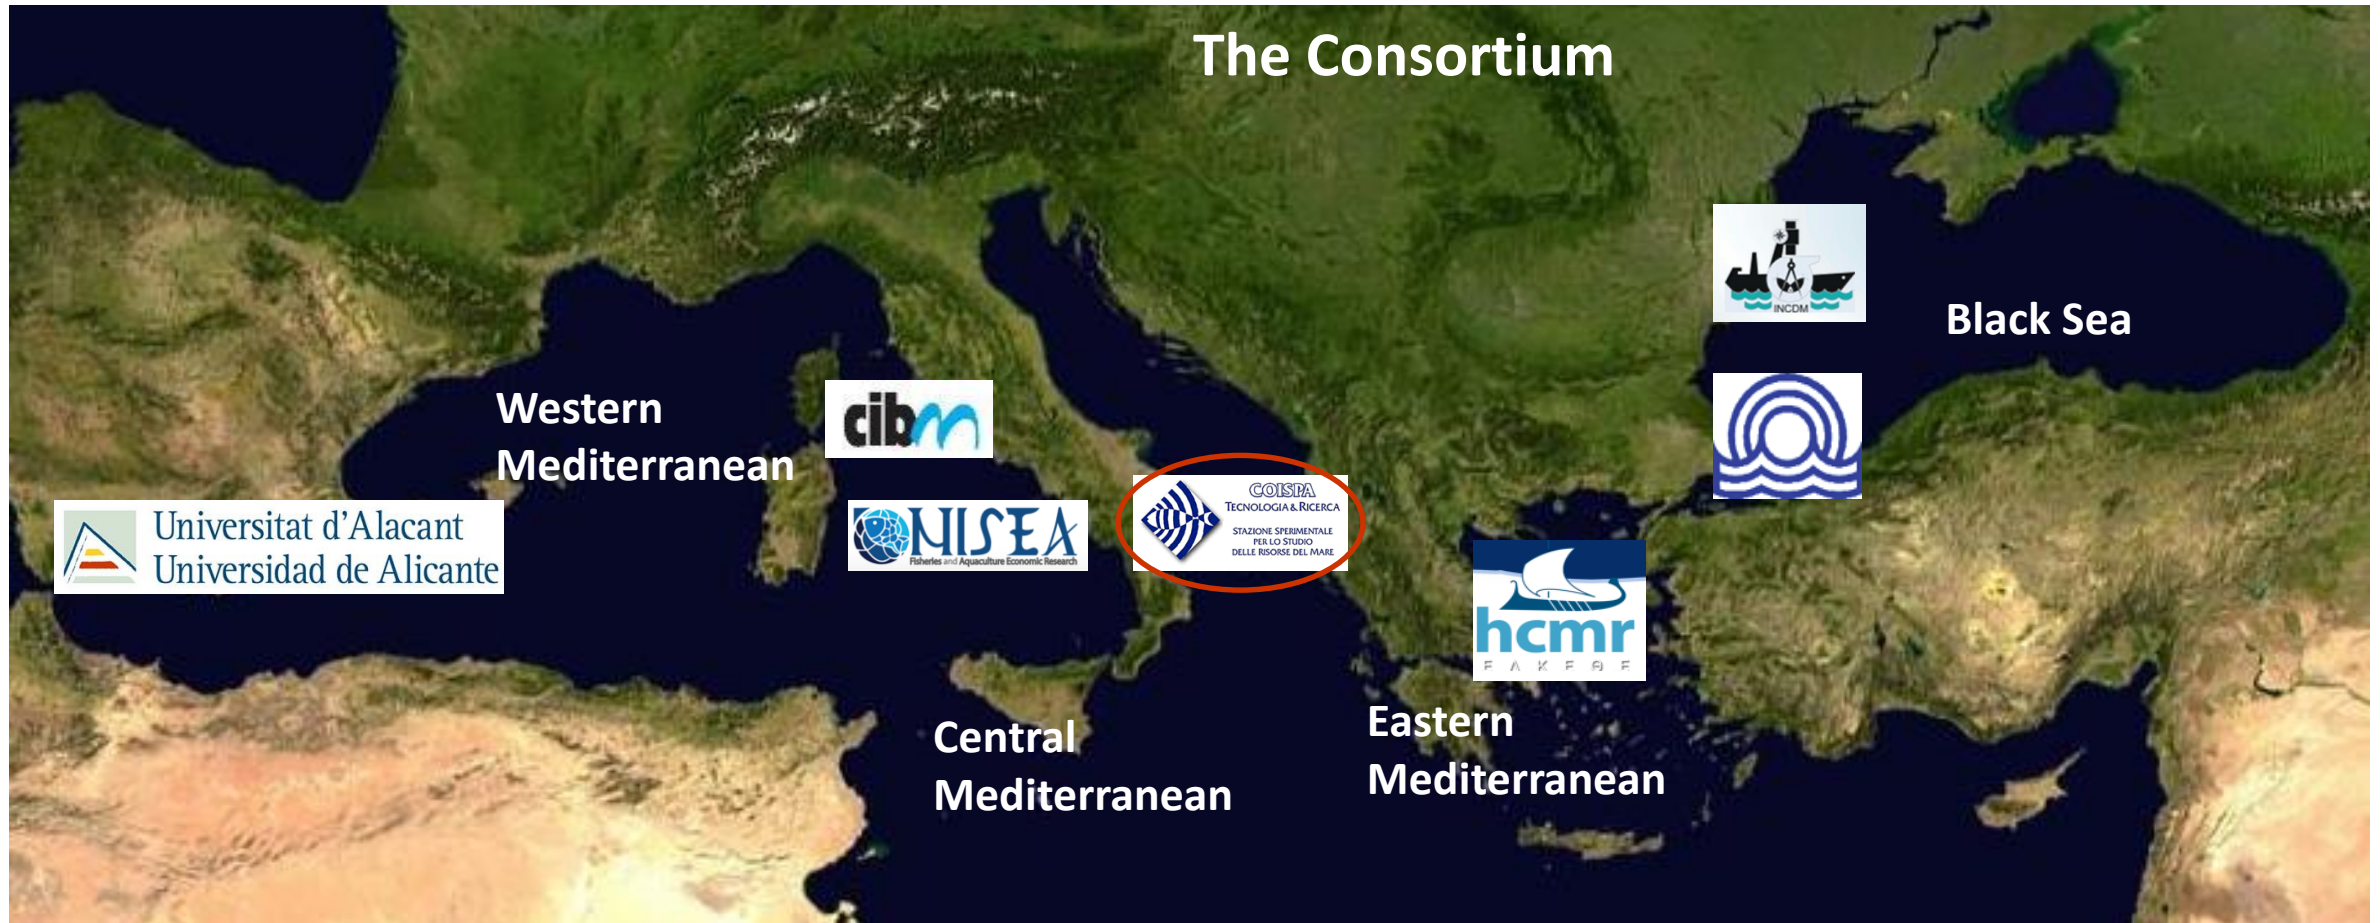 The Consortium
INCDM
Black Sea
Western
Mediterranean
cibm
Universitat d'Alacant
Universidad de Alicante
NISEA
Fisheries and Aquaculture Economic Research
COISPA
TECNOLOGIA & RICERCA
STAZIONE SPERIMENTALE
PER LO STUDIO
DELLE RISORSE DEL MARE
hcmr
ΕΛΚΕΘΕ
Central
Mediterranean
Eastern
Mediterranean